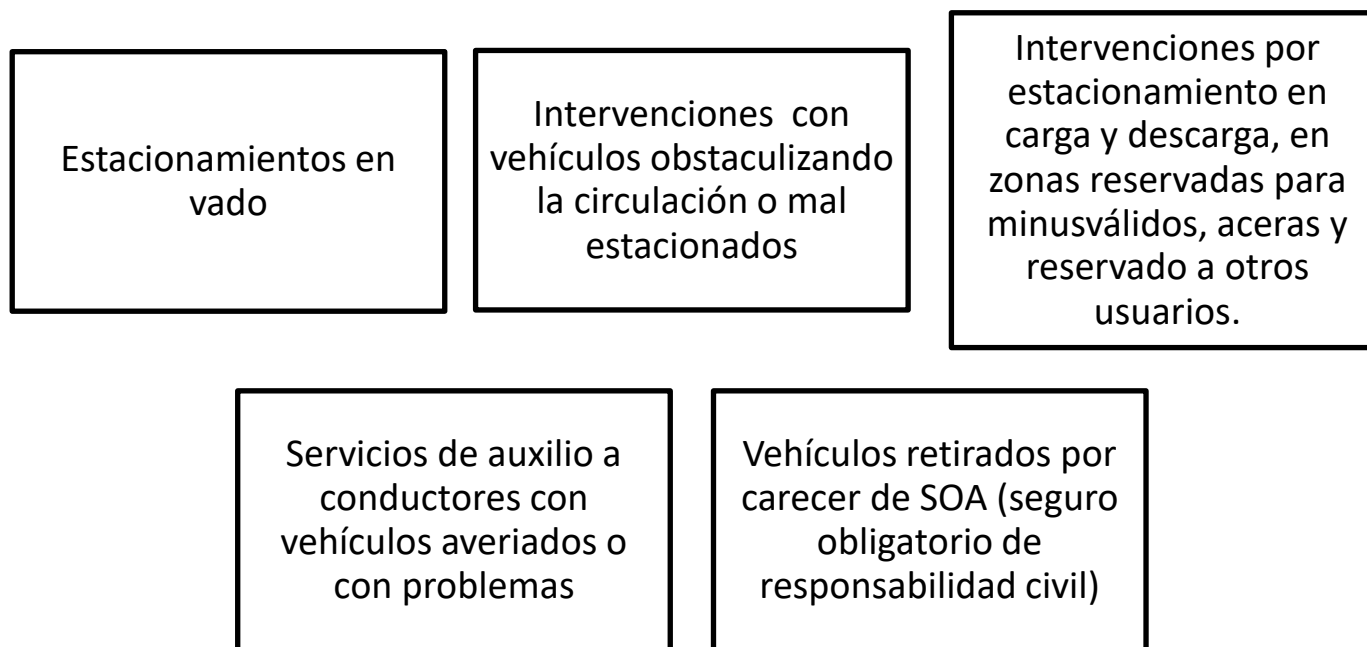 Estacionamientos en
vado
Intervenciones con
vehículos obstaculizando
la circulación o mal
estacionados
Intervenciones por
estacionamiento en
carga y descarga, en
zonas reservadas para
minusválidos, aceras y
reservado a otros
usuarios.
Servicios de auxilio a
conductores con
vehículos averiados o
con problemas
Vehículos retirados por
carecer de SOA (seguro
obligatorio de
responsabilidad civil)